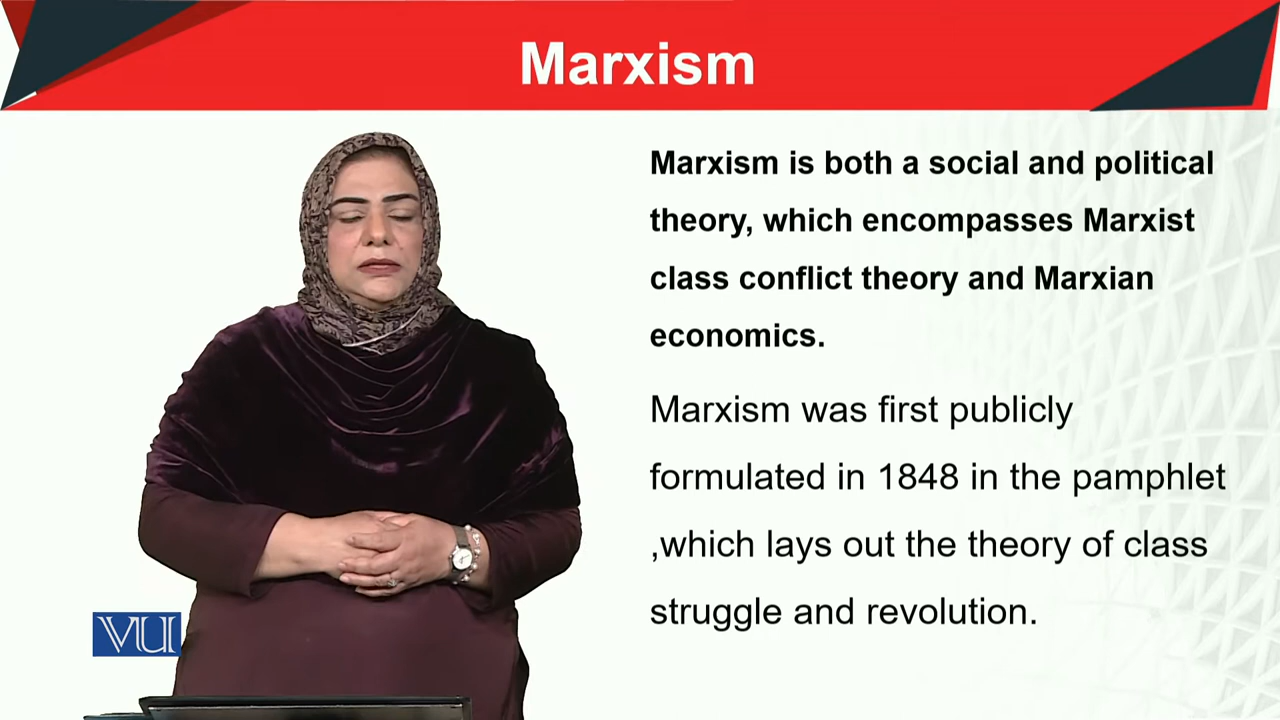 Marxism
Marxism is both a social and political
theory, which encompasses Marxist
class conflict theory and Marxian
economics.
Marxism was first publicly
formulated in 1848 in the pamphlet
,which lays out the theory of class
struggle and revolution.
VU